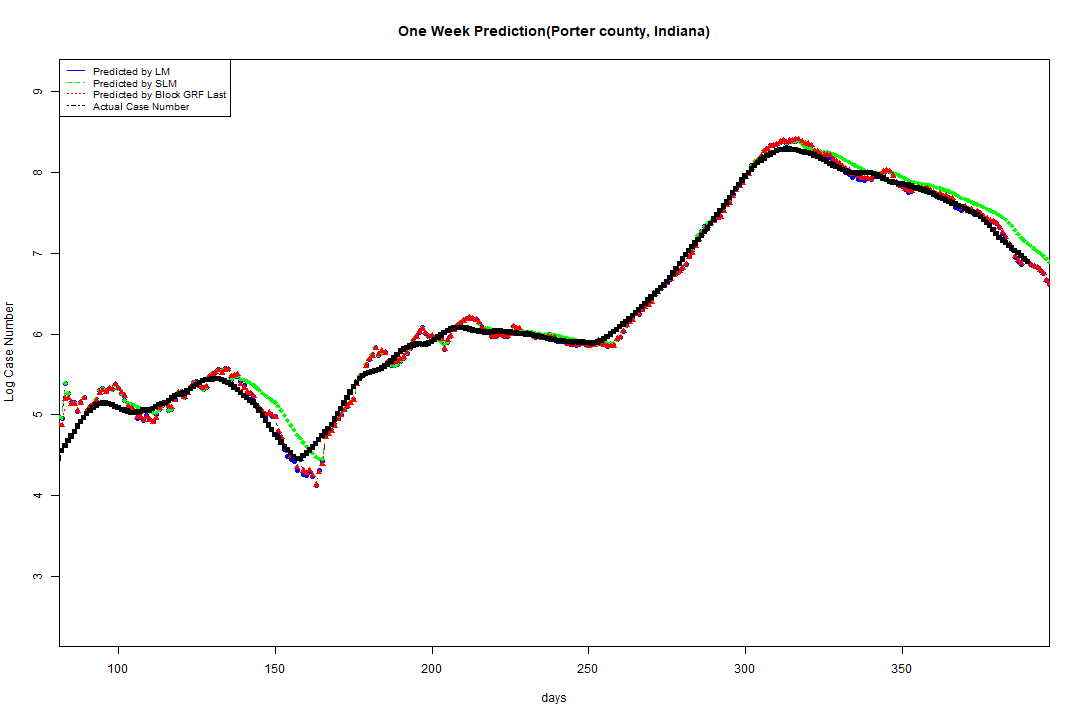 One Week Prediction(Porter county, Indiana)
Predicted by LM
Predicted by SLM
Predicted by Block GRF Last
Actual Case Number
9
8
7
6
5
4
3
Log Case Number
100 150 200 250 300 350
days